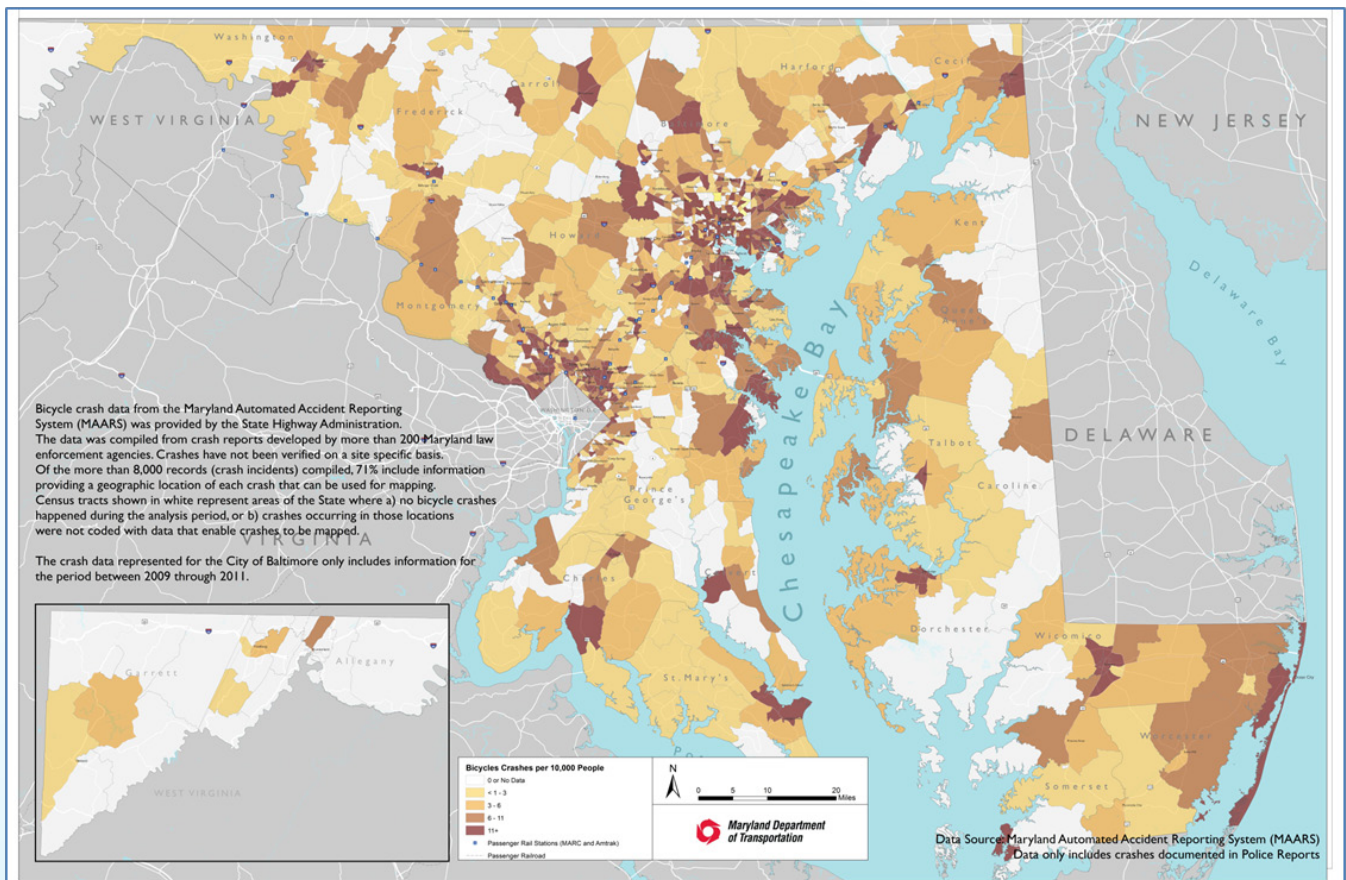 Washington
Frederick
Carroll
Baltimore
Harford
Cecil
WEST VIRGINIA
NEW JERSEY
Kent
Howard
Montgomery
Queen
Anne's
Delaware Bay
Chesapeake Bay
DELAWARE
Talbot
Caroline
Prince
George's
VIRGINIA
Charles
Calvert
St. Mary's
Dorchester
Wicomico
Worcester
Somerset
Bicycle crash data from the Maryland Automated Accident Reporting
System (MAARS) was provided by the State Highway Administration.
The data was compiled from crash reports developed by more than 200 Maryland law
enforcement agencies. Crashes have not been verified on a site specific basis.
Of the more than 8,000 records (crash incidents) compiled, 71% include information
providing a geographic location of each crash that can be used for mapping.
Census tracts shown in white represent areas of the State where a) no bicycle crashes
happened during the analysis period, or b) crashes occurring in those locations
were not coded with data that enable crashes to be mapped.
The crash data represented for the City of Baltimore only includes information for
the period between 2009 through 2011.
Garrett
Allegany
WEST VIRGINIA
Bicycles Crashes per 10,000 People
0 or No Data
< 1 - 3
3 - 6
6 - 11
11+
Passenger Rail Stations (MARC and Amtrak)
Passenger Railroad
N
0 5 10 20
Miles
Maryland Department
of Transportation
Data Source: Maryland Automated Accident Reporting System (MAARS)
Data only includes crashes documented in Police Reports